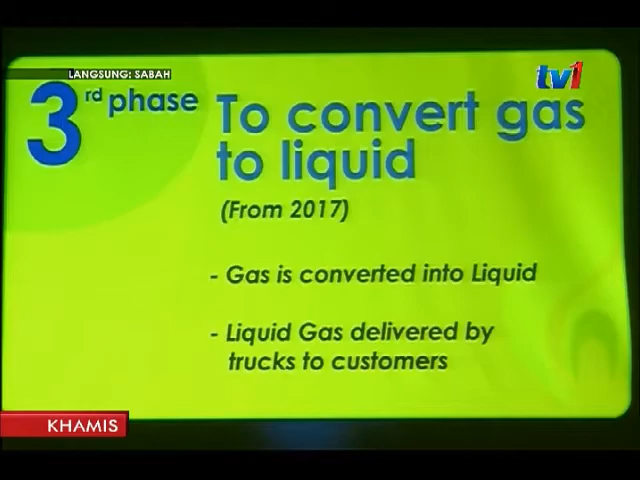 LANGSUNG: SABAH
tv1
3rd phase
To convert gas
to liquid
(From 2017)
- Gas is converted into Liquid
- Liquid Gas delivered by
trucks to customers
KHAMIS